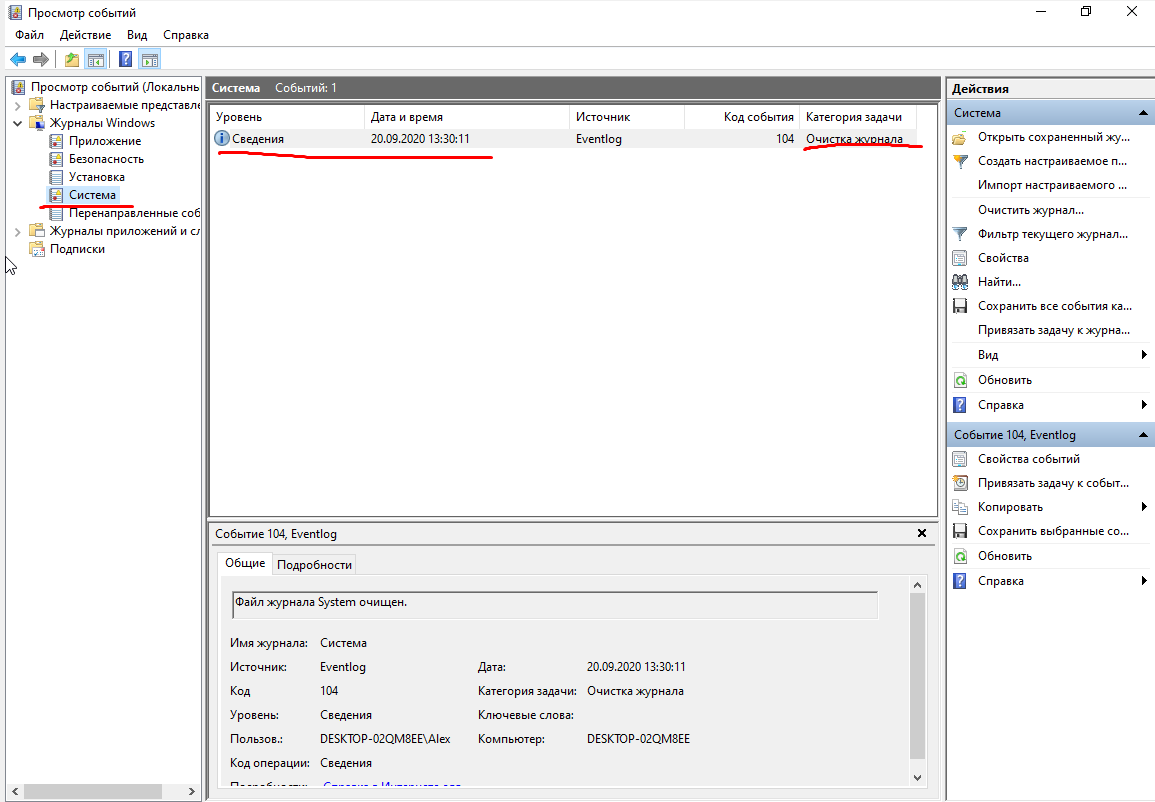 Просмотр событий
Файл Действие Вид Справка
Просмотр событий (Локальнь
Настраиваемые представле
Журналы Windows
Приложение
Безопасность
Установка
Система
Перенаправленные соб
Журналы приложений и сл
Подписки
Система Событий: 1
Уровень Дата и время Источник Код события Категория задачи
Сведения 20.09.2020 13:30:11 Eventlog 104 Очистка журнала
Событие 104, Eventlog
Общие Подробности
Файл журнала System очищен.
Имя журнала: Система
Источник: Eventlog Дата: 20.09.2020 13:30:11
Код 104 Категория задачи: Очистка журнала
Уровень: Сведения Ключевые слова:
Пользов.: DESKTOP-02QM8EE\Alex Компьютер: DESKTOP-02QM8EE
Код операции: Сведения
Подробности: Справка в Интернете для
Действия
Система
Открыть сохраненный жу...
Создать настраиваемое п...
Импорт настраиваемого ...
Очистить журнал...
Фильтр текущего журнал...
Свойства
Найти...
Сохранить все события ка...
Привязать задачу к журна...
Вид
Обновить
Справка
Событие 104, Eventlog
Свойства событий
Привязать задачу к событ...
Копировать
Сохранить выбранные со...
Обновить
Справка